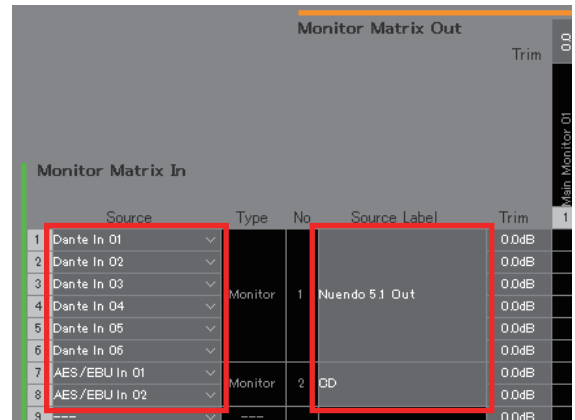 Monitor Matrix Out
Trim
0.0
Main Monitor 01
1
Monitor Matrix In
Source Type No Source Label Trim
1 Dante In 01 0.0dB
2 Dante In 02 0.0dB
3 Dante In 03 0.0dB
4 Dante In 04 Monitor 1 Nuendo 5.1 Out 0.0dB
5 Dante In 05 0.0dB
6 Dante In 06 0.0dB
7 AES/EBU In 01 0.0dB
Monitor 2 CD
8 AES/EBU In 02 0.0dB
9 --- --- 0.0dB